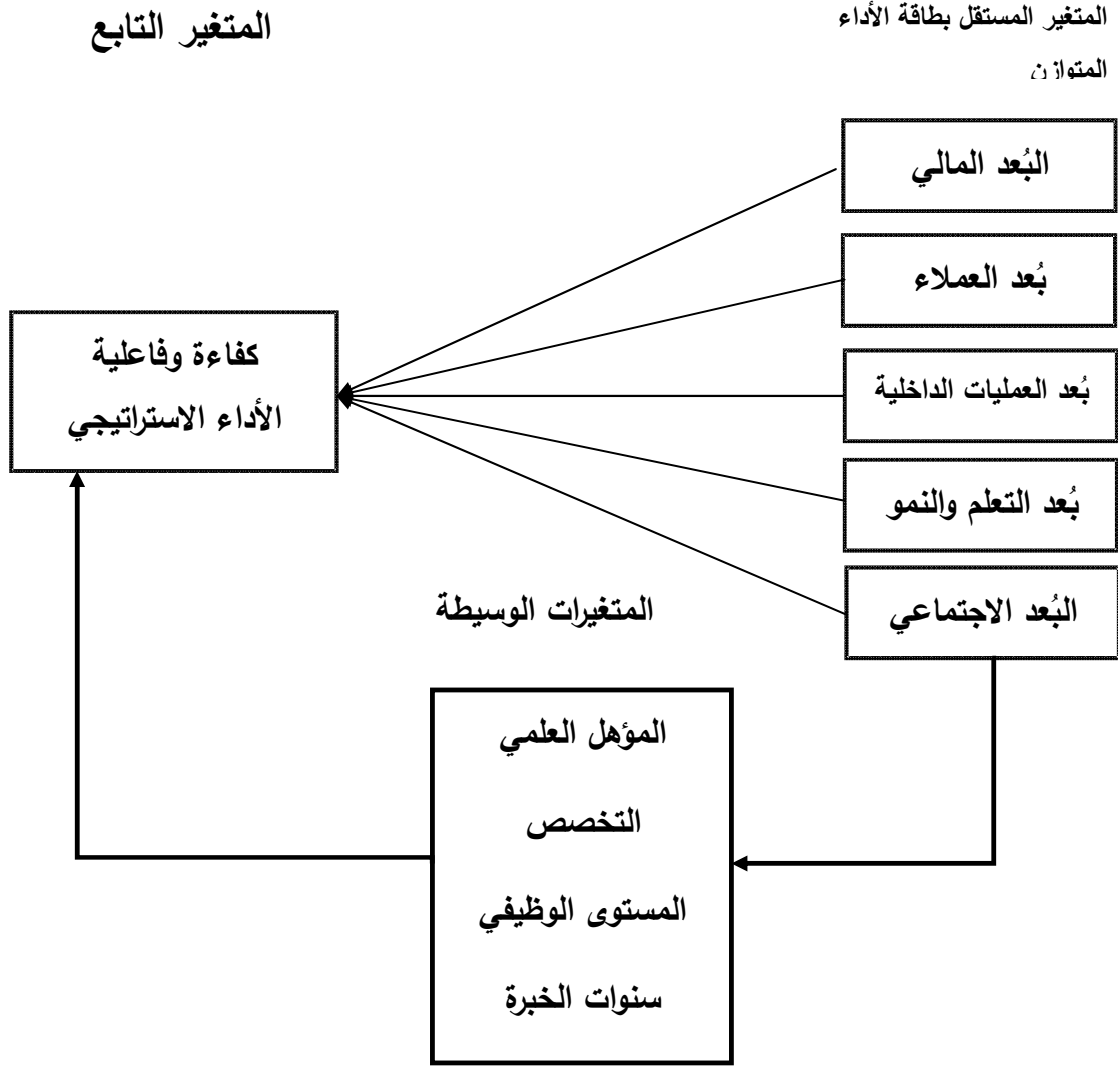 المتغير المستقل بطاقة الأداء
المتوازن
المتغير التابع
البُعد المالي
بُعد العملاء
بُعد العمليات الداخلية
بُعد التعلم والنمو
البُعد الاجتماعي
كفاءة وفاعلية
الأداء الاستراتيجي
المتغيرات الوسيطة
المؤهل العلمي
التخصص
المستوى الوظيفي
سنوات الخبرة